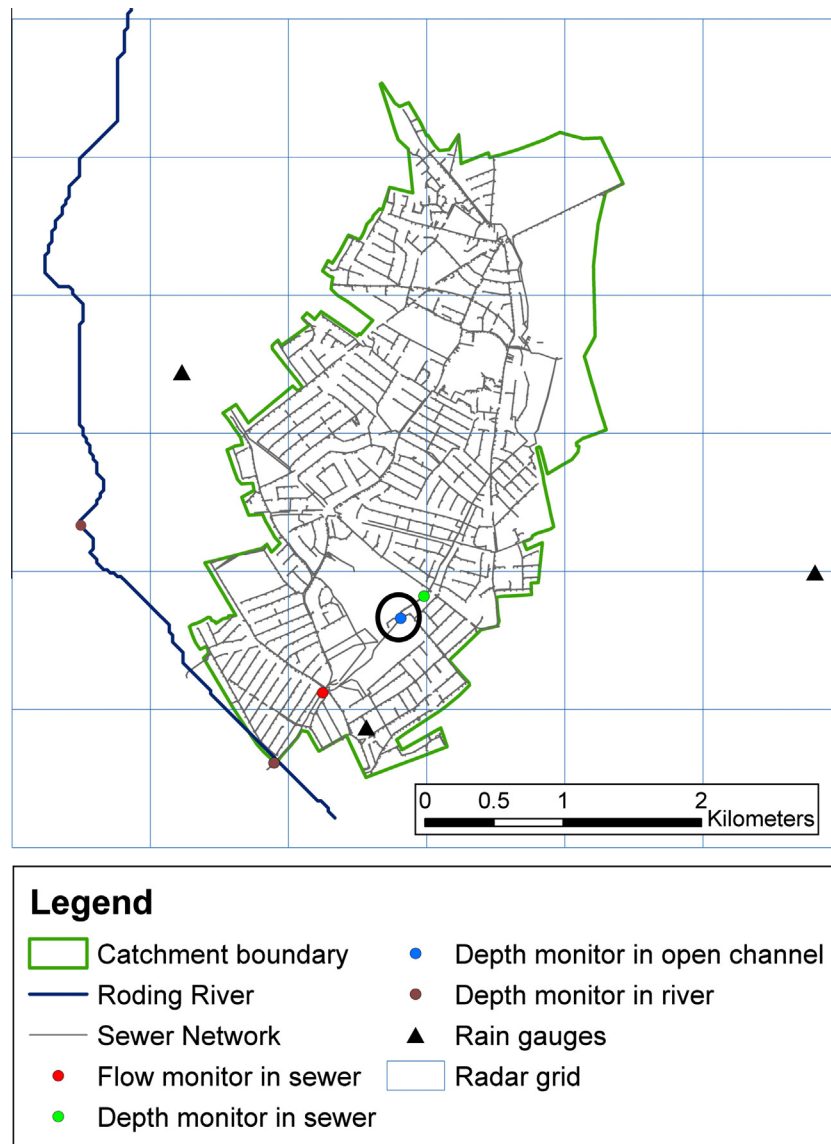 0 0.5 1 2
Kilometers
Legend
Catchment boundary
Roding River
Sewer Network
Flow monitor in sewer
Depth monitor in sewer
Depth monitor in open channel
Depth monitor in river
Rain gauges
Radar grid